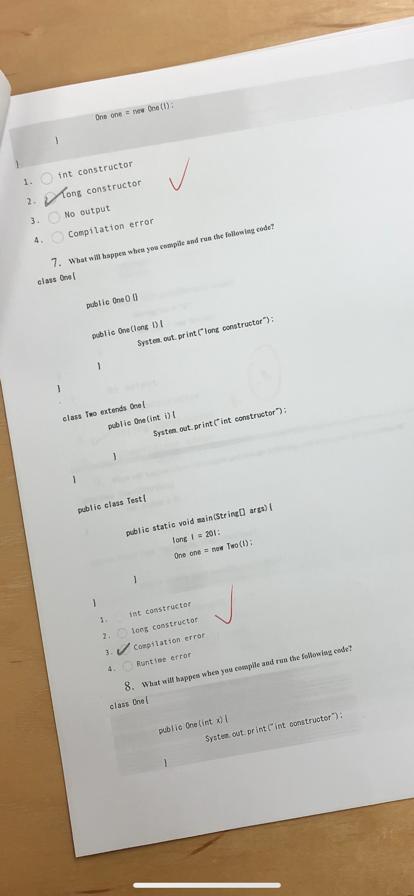 One one = new One(l);
}
}
1. int constructor
2. long constructor
3. No output
4. Compilation error
7. What will happen when you compile and run the following code?
class One{
public One() {}
public One(long l){
System.out.print("long constructor");
}
}
class Two extends One{
public One(int i){
System.out.print("int constructor");
}
}
public class Test{
public static void main(String[] args){
long l = 20l;
One one = new Two(l);
}
}
1. int constructor
2. long constructor
3. Compilation error
4. Runtime error
8. What will happen when you compile and run the following code?
class One{
public One(int x){
System.out.print("int constructor");
}